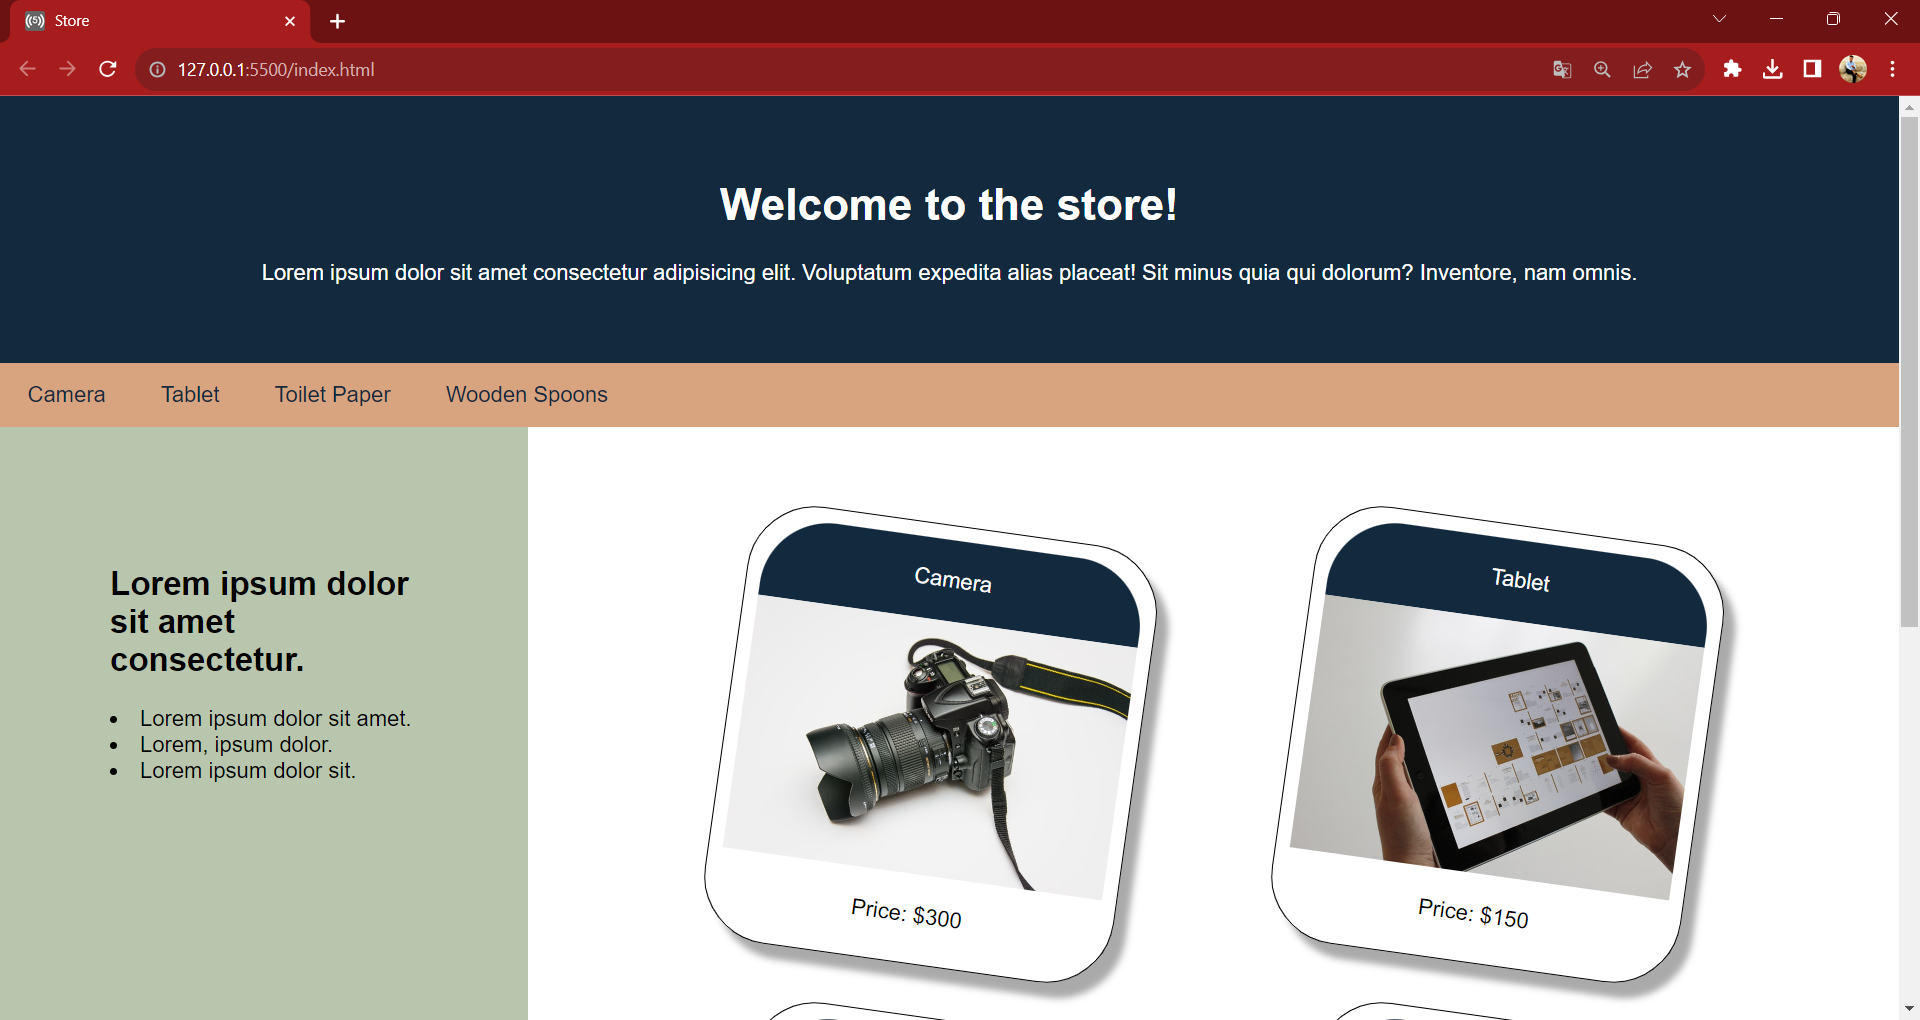 Store
127.0.0.1:5500/index.html
Welcome to the store!
Lorem ipsum dolor sit amet consectetur adipisicing elit. Voluptatum expedita alias placeat! Sit minus quia qui dolorum? Inventore, nam omnis.
Camera Tablet Toilet Paper Wooden Spoons
Lorem ipsum dolor
sit amet
consectetur.
• Lorem ipsum dolor sit amet.
• Lorem, ipsum dolor.
• Lorem ipsum dolor sit.
Camera
Price: $300
Tablet
Price: $150